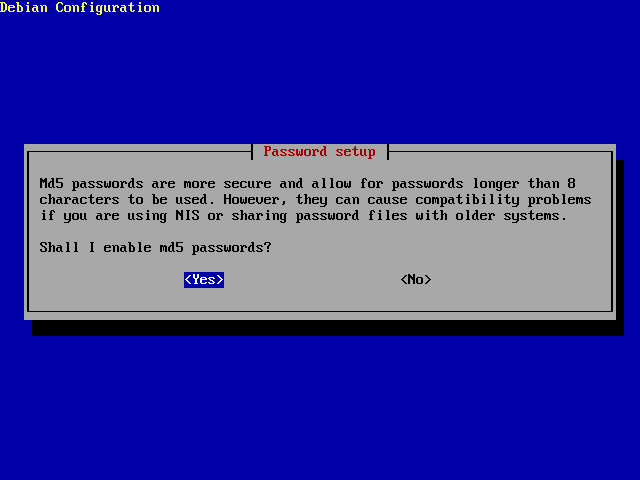 Debian Configuration
Password setup
Md5 passwords are more secure and allow for passwords longer than 8
characters to be used. However, they can cause compatibility problems
if you are using NIS or sharing password files with older systems.
Shall I enable md5 passwords?
<Yes> <No>